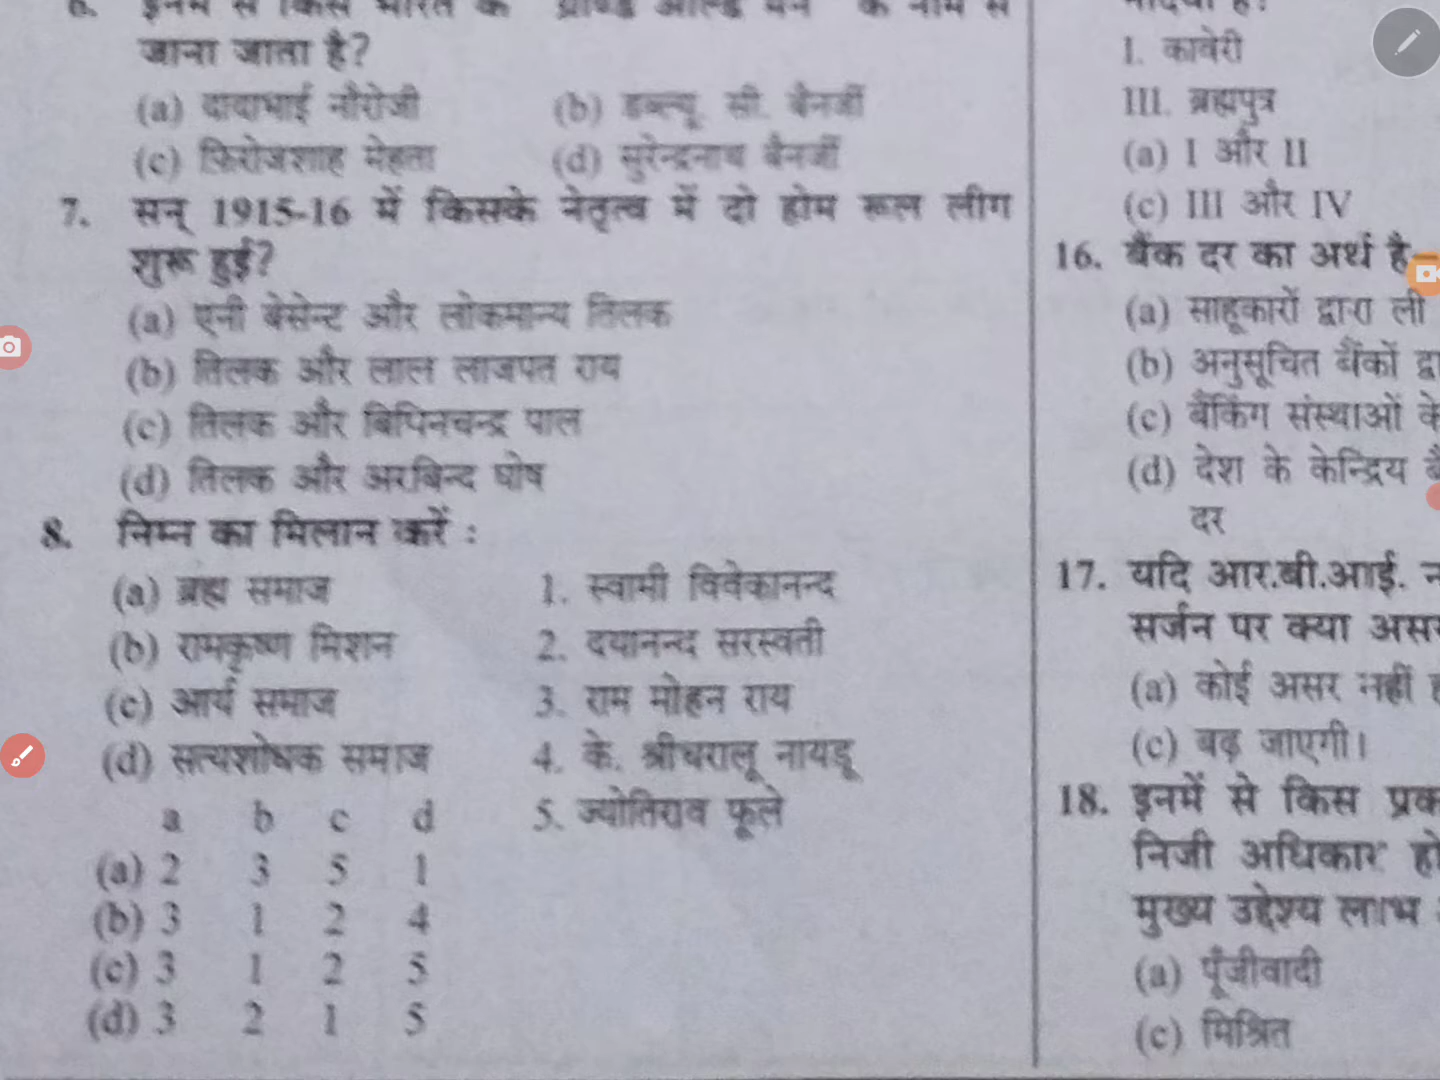 जाना जाता है?
(a) दादाभाई नौरोजी (b) डब्ल्यू. सी. बैनर्जी
(c) फ़िरोजशाह मेहता (d) सुरेन्द्रनाथ बैनर्जी
7. सन् 1915-16 में किसके नेतृत्व में दो होम रूल लीग
शुरू हुई?
(a) एनी बेसेन्ट और लोकमान्य तिलक
(b) तिलक और लाल लाजपत राय
(c) तिलक और बिपिनचन्द्र पाल
(d) तिलक और अरबिन्द घोष
8. निम्न का मिलान करें :
(a) ब्रह्म समाज 1. स्वामी विवेकानन्द
(b) रामकृष्ण मिशन 2. दयानन्द सरस्वती
(c) आर्य समाज 3. राम मोहन राय
(d) सत्यशोधक समाज 4. के. श्रीधरालू नायडू
a b c d 5. ज्योतिराव फूले
(a) 2 3 5 1
(b) 3 1 2 4
(c) 3 1 2 5
(d) 3 2 1 5
I. कावेरी
III. ब्रह्मपुत्र
(a) I और II
(c) III और IV
16. बैंक दर का अर्थ है
(a) साहूकारों द्वारा ली
(b) अनुसूचित बैंकों
(c) बैंकिंग संस्थाओं के
(d) देश के केन्द्रिय
दर
17. यदि आर.बी.आई.
सर्जन पर क्या
(a) कोई असर नहीं
(c) बढ़ जाएगी।
18. इनमें से किस
निजी अधिकार
मुख्य उद्देश्य लाभ
(a) पूँजीवादी
(c) मिश्रित